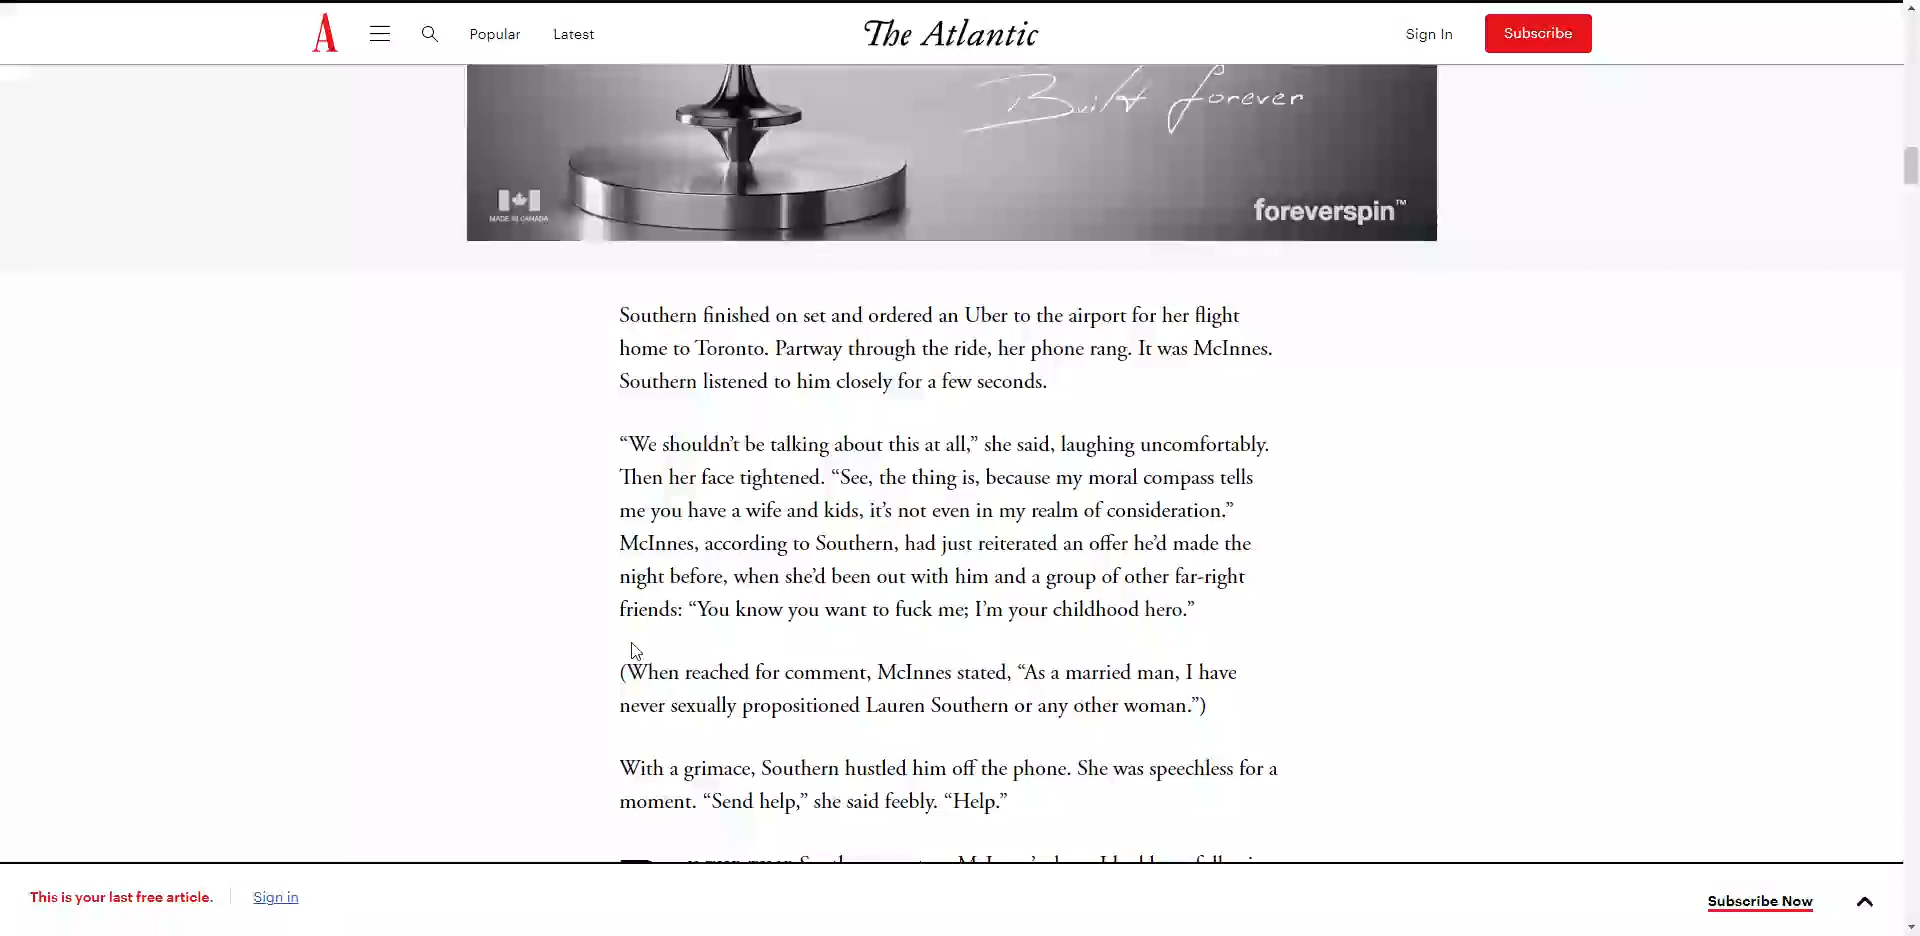 A
Popular
Latest
The Atlantic
Sign In
Subscribe
Built forever
MADE IN CANADA
foreverspin™
Southern finished on set and ordered an Uber to the airport for her flight
home to Toronto. Partway through the ride, her phone rang. It was McInnes.
Southern listened to him closely for a few seconds.
“We shouldn’t be talking about this at all,” she said, laughing uncomfortably.
Then her face tightened. “See, the thing is, because my moral compass tells
me you have a wife and kids, it’s not even in my realm of consideration.”
McInnes, according to Southern, had just reiterated an offer he’d made the
night before, when she’d been out with him and a group of other far-right
friends: “You know you want to fuck me; I’m your childhood hero.”
(When reached for comment, McInnes stated, “As a married man, I have
never sexually propositioned Lauren Southern or any other woman.”)
With a grimace, Southern hustled him off the phone. She was speechless for a
moment. “Send help,” she said feebly. “Help.”
This is your last free article.
Sign in
Subscribe Now